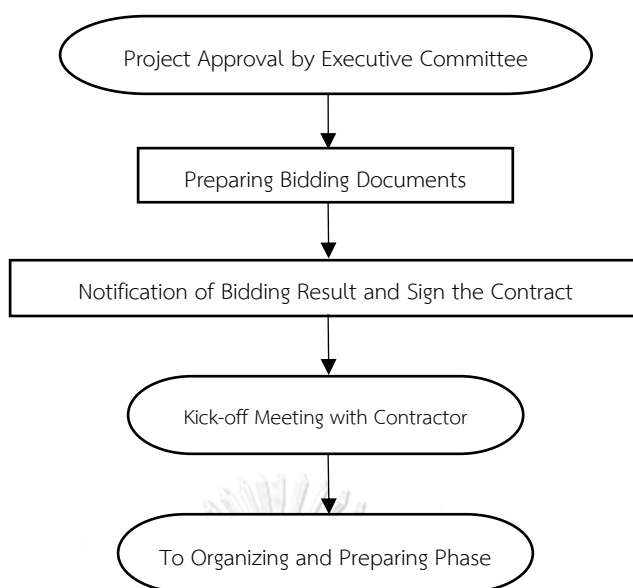 Project Approval by Executive Committee
Preparing Bidding Documents
Notification of Bidding Result and Sign the Contract
Kick-off Meeting with Contractor
To Organizing and Preparing Phase